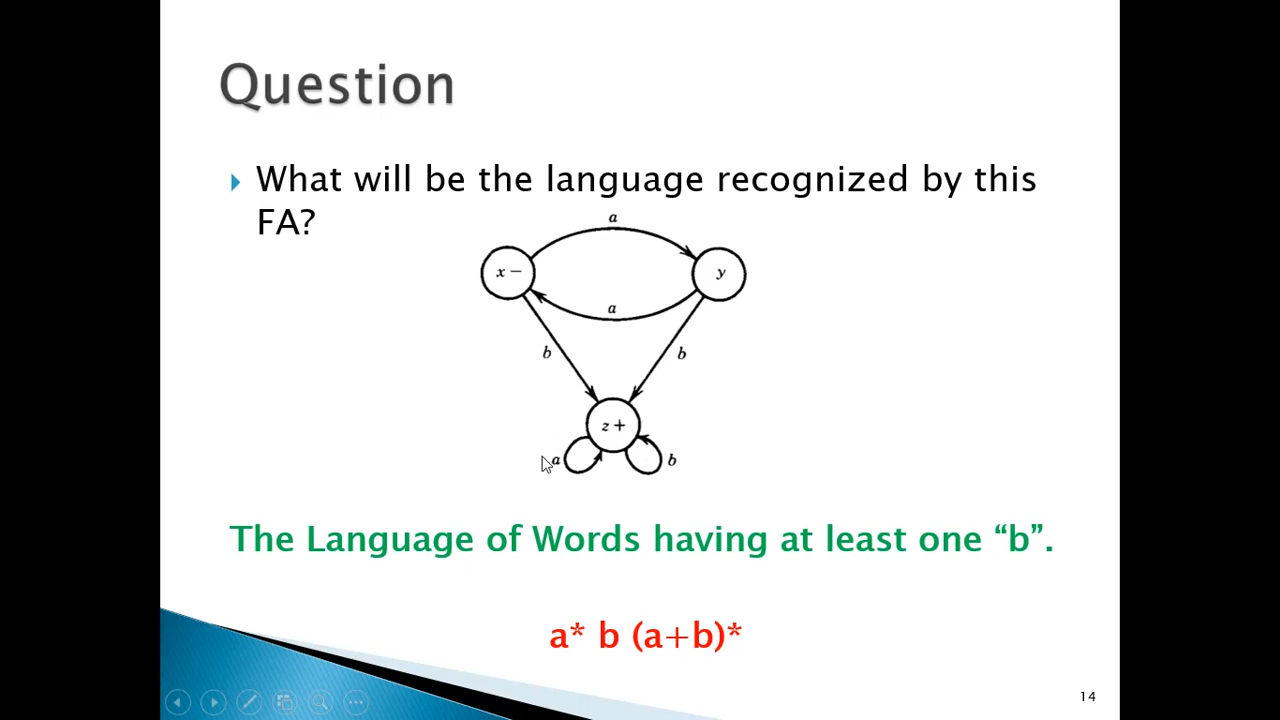 Question
What will be the language recognized by this
FA?
a
x −
y
a
b
b
z +
a
b
The Language of Words having at least one “b”.
a* b (a+b)*
14